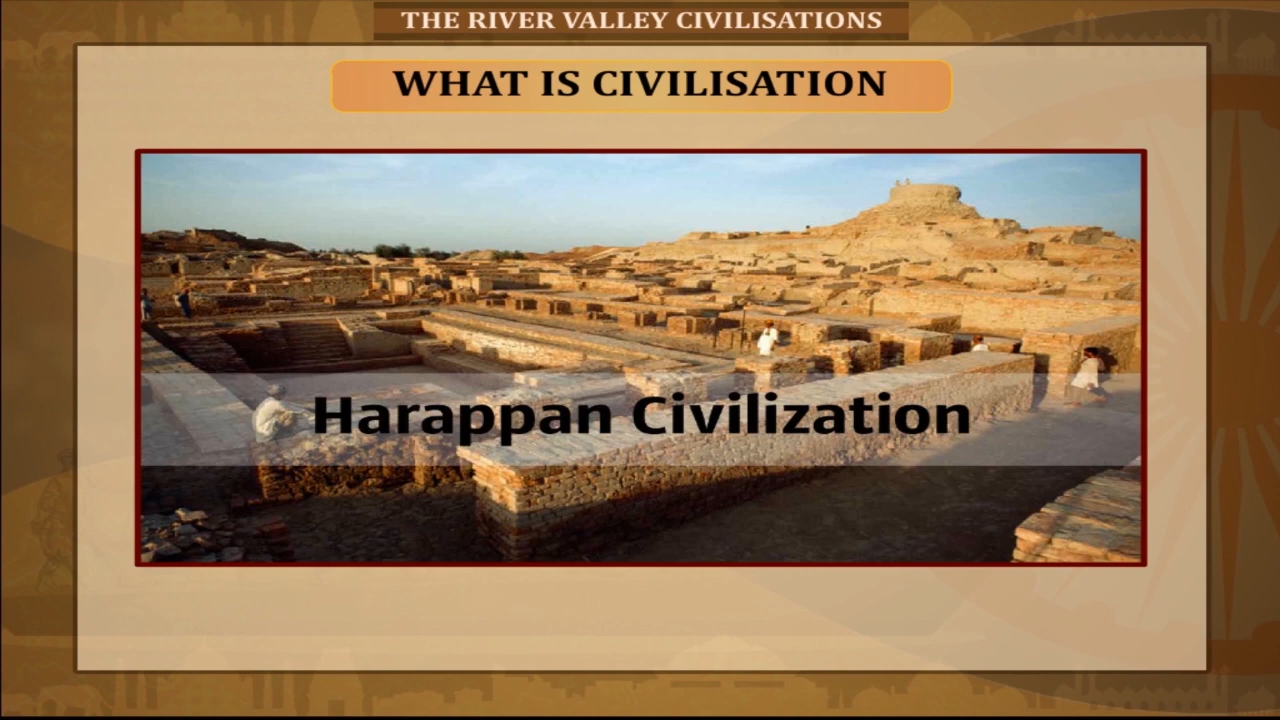 THE RIVER VALLEY CIVILISATIONS
WHAT IS CIVILISATION
Harappan Civilization